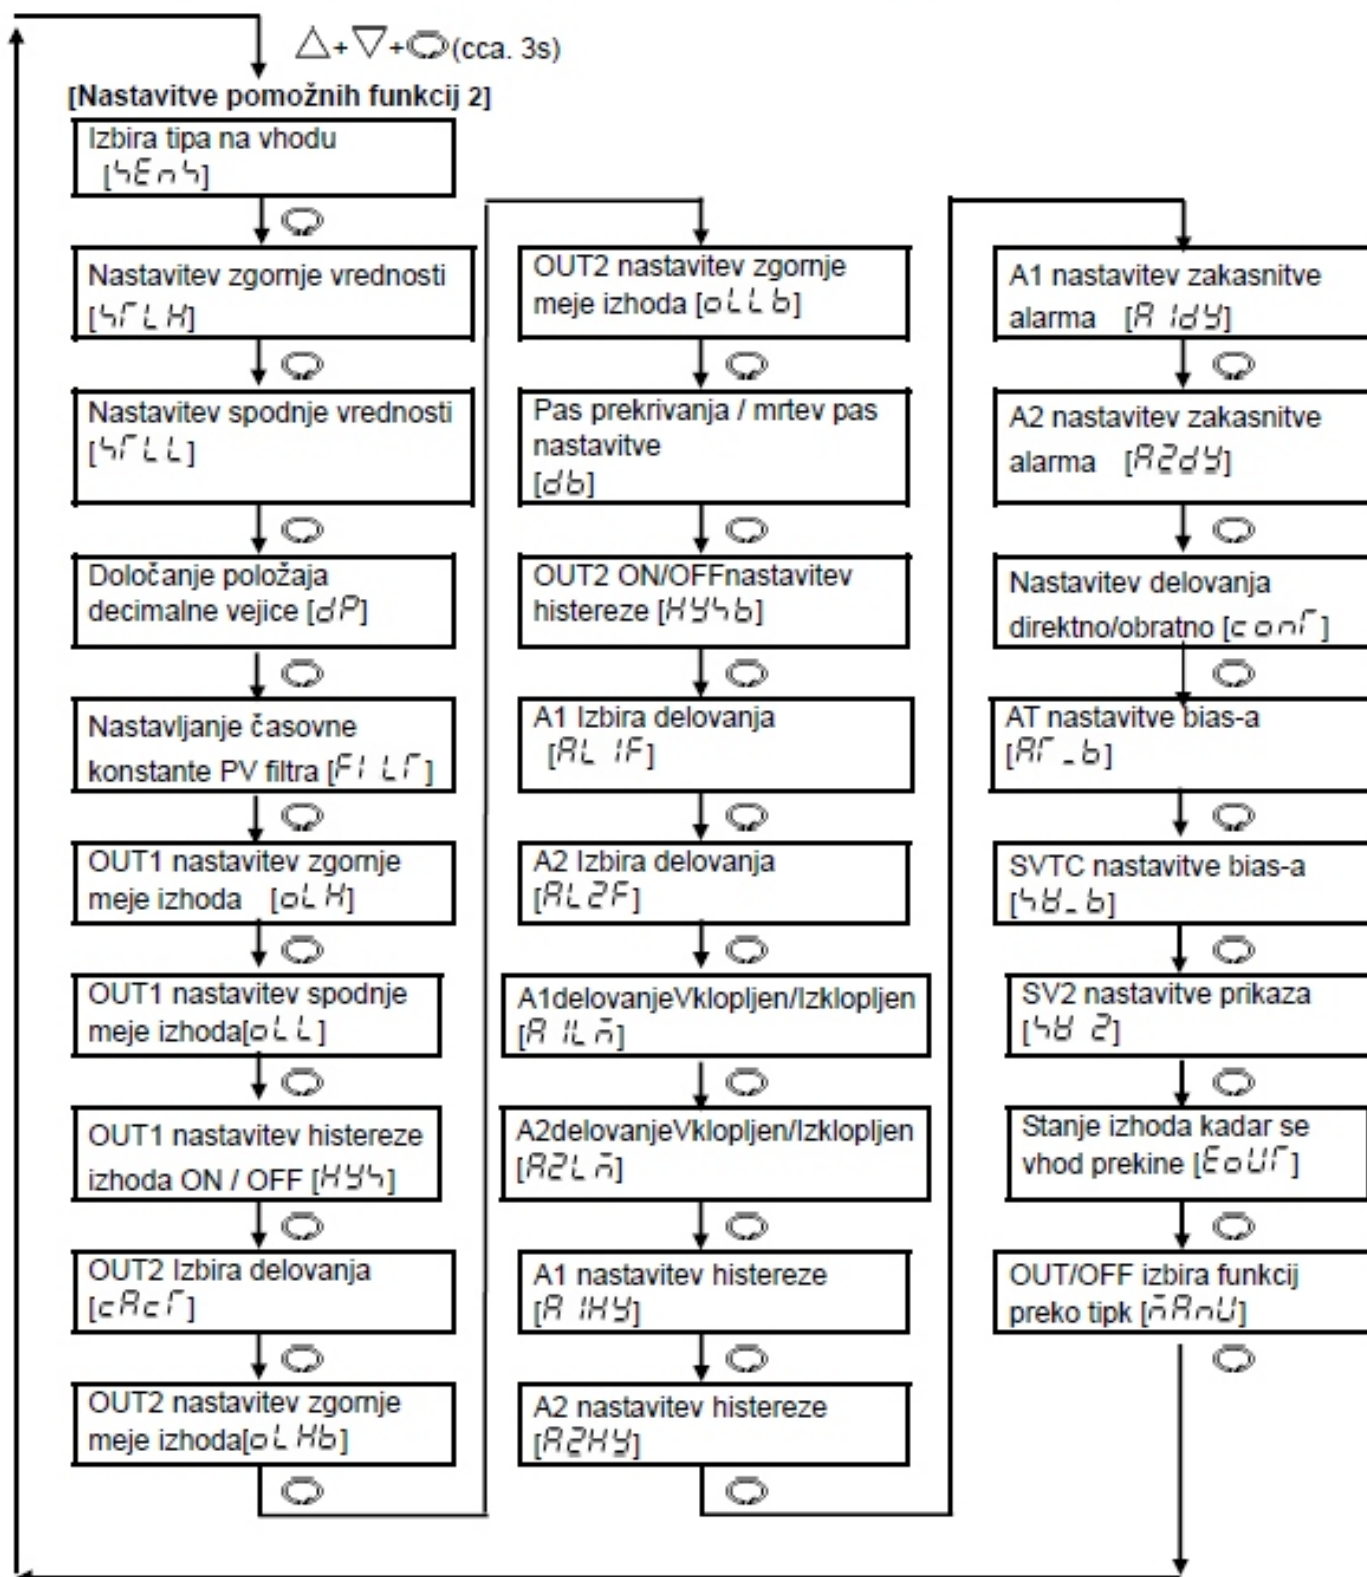 △+▽+(cca. 3s)
[Nastavitve pomožnih funkcij 2]
Izbira tipa na vhodu
[SEnS]
Nastavitev zgornje vrednosti
[STLH]
Nastavitev spodnje vrednosti
[STLL]
Določanje položaja
decimalne vejice [dP]
Nastavljanje časovne
konstante PV filtra [FILT]
OUT1 nastavitev zgornje
meje izhoda [oLH]
OUT1 nastavitev spodnje
meje izhoda[oLL]
OUT1 nastavitev histereze
izhoda ON / OFF [HYS]
OUT2 Izbira delovanja
[cAcT]
OUT2 nastavitev zgornje
meje izhoda[oLHb]
OUT2 nastavitev zgornje
meje izhoda [oLLb]
Pas prekrivanja / mrtev pas
nastavitve
[db]
OUT2 ON/OFFnastavitev
histereze [HYSb]
A1 Izbira delovanja
[AL1F]
A2 Izbira delovanja
[AL2F]
A1delovanjeVklopljen/Izklopljen
[A1Lm]
A2delovanjeVklopljen/Izklopljen
[A2Lm]
A1 nastavitev histereze
[A1HY]
A2 nastavitev histereze
[A2HY]
A1 nastavitev zakasnitve
alarma [A1dY]
A2 nastavitev zakasnitve
alarma [A2dY]
Nastavitev delovanja
direktno/obratno [conT]
AT nastavitve bias-a
[AT_b]
SVTC nastavitve bias-a
[SV_b]
SV2 nastavitve prikaza
[SV 2]
Stanje izhoda kadar se
vhod prekine [EoUT]
OUT/OFF izbira funkcij
preko tipk [mAnU]